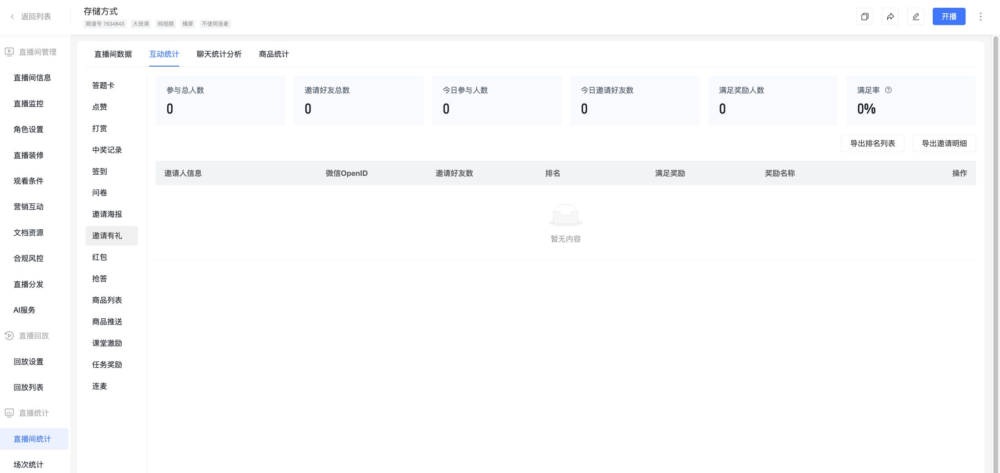 返回列表
存储方式
频道号 7634843 大班课 纯视频 横屏 不使用连麦
开播
直播间管理
直播间信息
直播监控
角色设置
直播装修
观看条件
营销互动
文档资源
合规风控
直播分发
AI服务
直播回放
回放设置
回放列表
直播统计
直播间统计
场次统计
直播间数据 互动统计 聊天统计分析 商品统计
答题卡
点赞
打赏
中奖记录
签到
问卷
邀请海报
邀请有礼
红包
抢答
商品列表
商品推送
课堂激励
任务奖励
连麦
参与总人数
0
邀请好友总数
0
今日参与人数
0
今日邀请好友数
0
满足奖励人数
0
满足率
0%
导出排名列表 导出邀请明细
邀请人信息 微信OpenID 邀请好友数 排名 满足奖励 奖励名称 操作
暂无内容